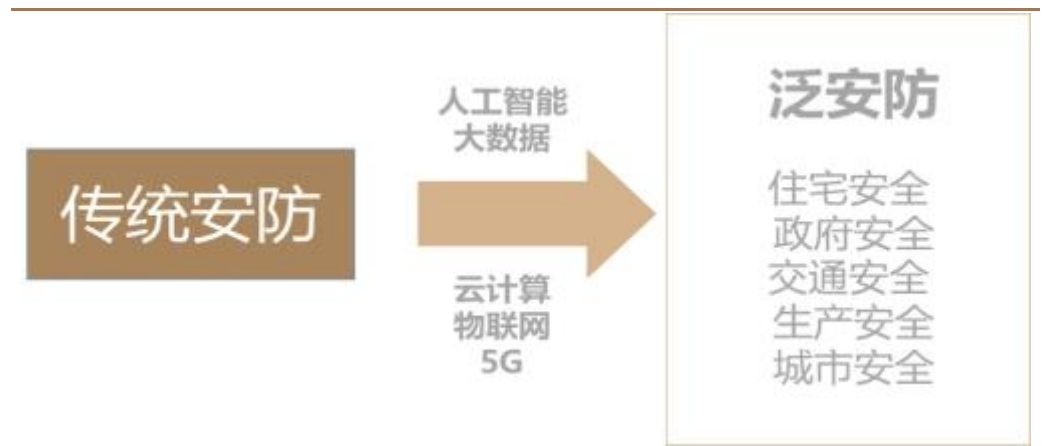 传统安防
人工智能
大数据
云计算
物联网
5G
泛安防
住宅安全
政府安全
交通安全
生产安全
城市安全